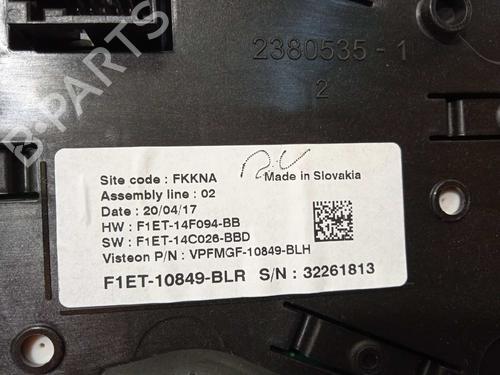 2380535-1
2
B-PARTS
Site code : FKKNA
Made in Slovakia
Assembly line : 02
Date : 20/04/17
HW : F1ET-14F094-BB
SW : F1ET-14C026-BBD
Visteon P/N : VPFMGF-10849-BLH
F1ET-10849-BLR S/N : 32261813